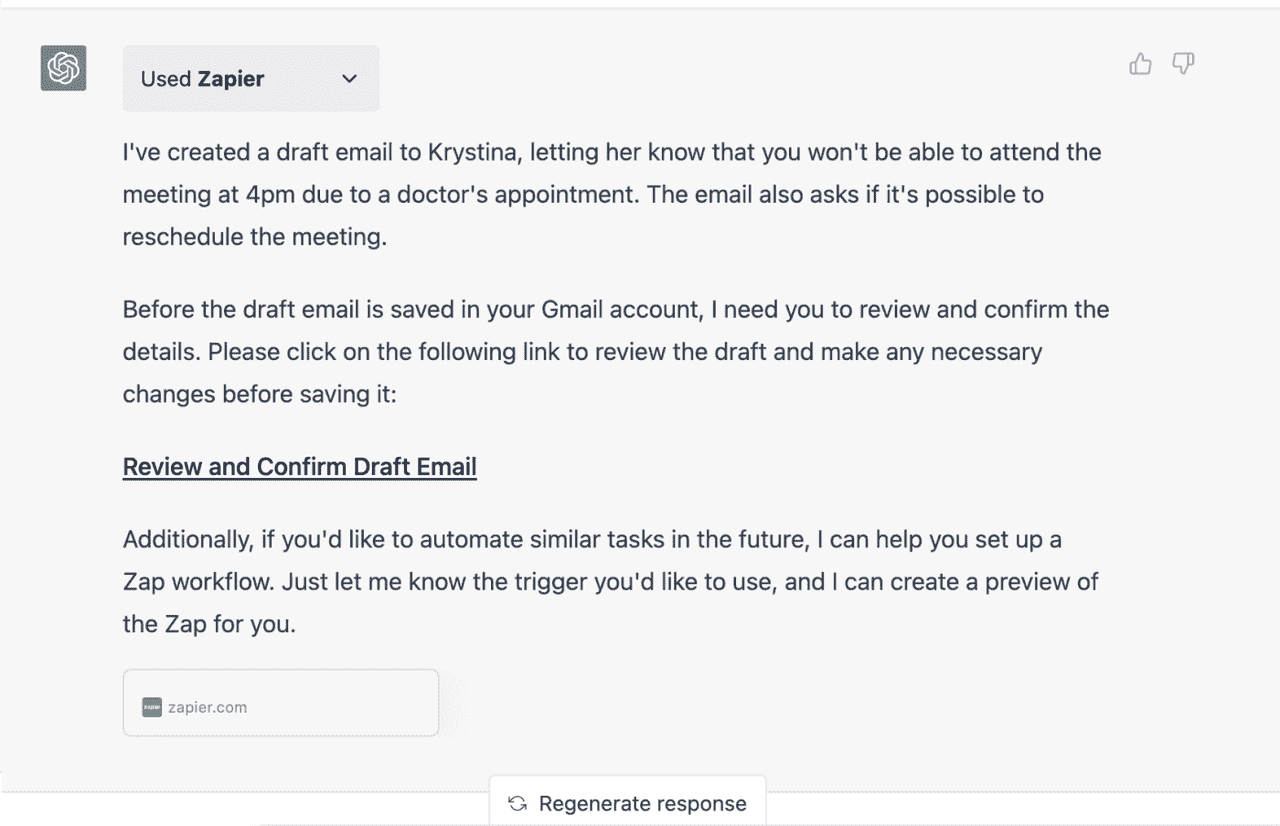 Used Zapier
I've created a draft email to Krystina, letting her know that you won't be able to attend the
meeting at 4pm due to a doctor's appointment. The email also asks if it's possible to
reschedule the meeting.
Before the draft email is saved in your Gmail account, I need you to review and confirm the
details. Please click on the following link to review the draft and make any necessary
changes before saving it:
Review and Confirm Draft Email
Additionally, if you'd like to automate similar tasks in the future, I can help you set up a
Zap workflow. Just let me know the trigger you'd like to use, and I can create a preview of
the Zap for you.
zapier zapier.com
Regenerate response